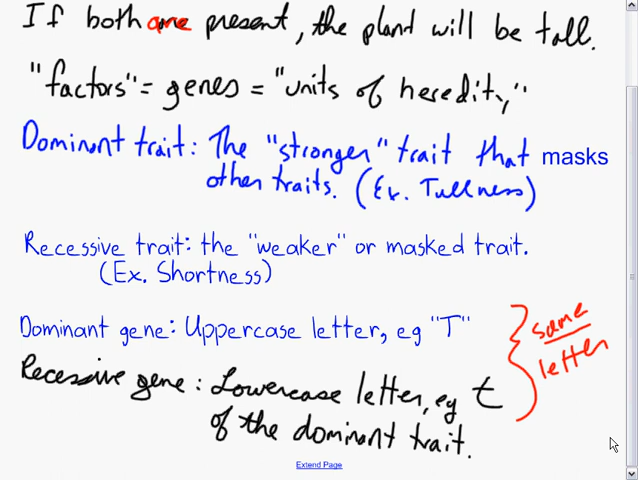 If both are present, the plant will be tall.
"factors" = genes = "units of heredity"
Dominant trait: The "stronger" trait that masks
other traits. (Ex. Tallness)
Recessive trait: the "weaker" or masked trait.
(Ex. Shortness)
Dominant gene: Uppercase letter, eg "T"
same
letter
Recessive gene: Lowercase letter, eg t
of the dominant trait.
Extend Page